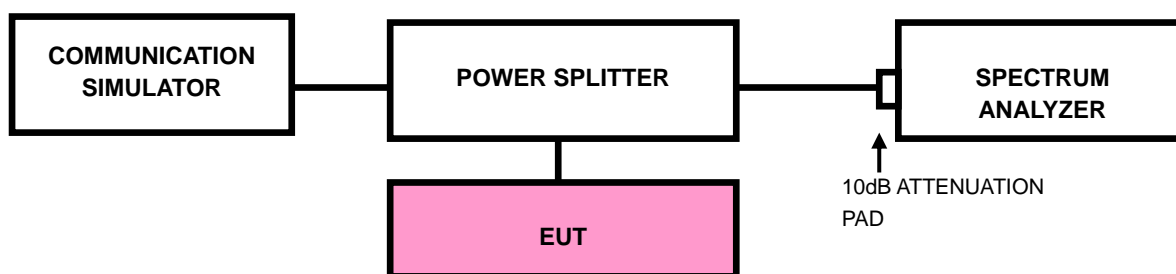 COMMUNICATION
SIMULATOR
POWER SPLITTER
SPECTRUM
ANALYZER
10dB ATTENUATION
PAD
EUT